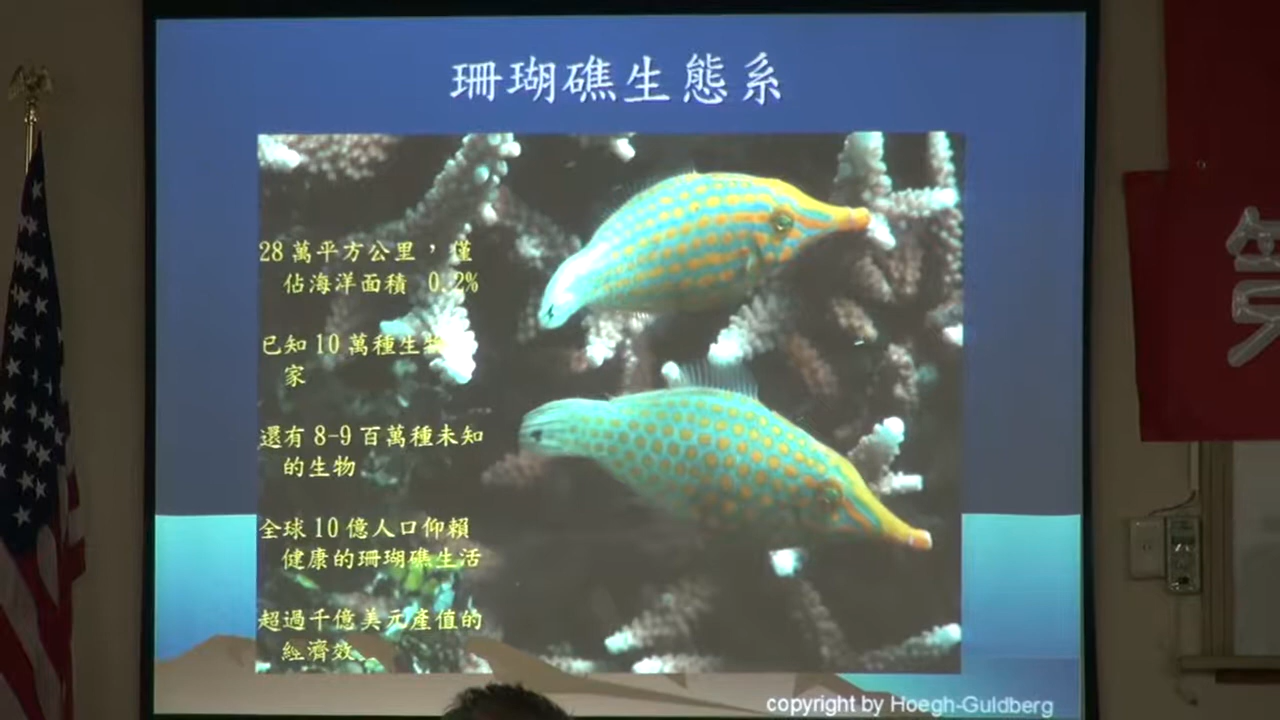 珊瑚礁生態系
28 萬平方公里，僅
佔海洋面積 0.2%
已知 10 萬種生物
家
還有 8-9 百萬種未知
的生物
全球 10 億人口仰賴
健康的珊瑚礁生活
超過千億美元產值的
經濟效
copyright by Hoegh-Guldberg